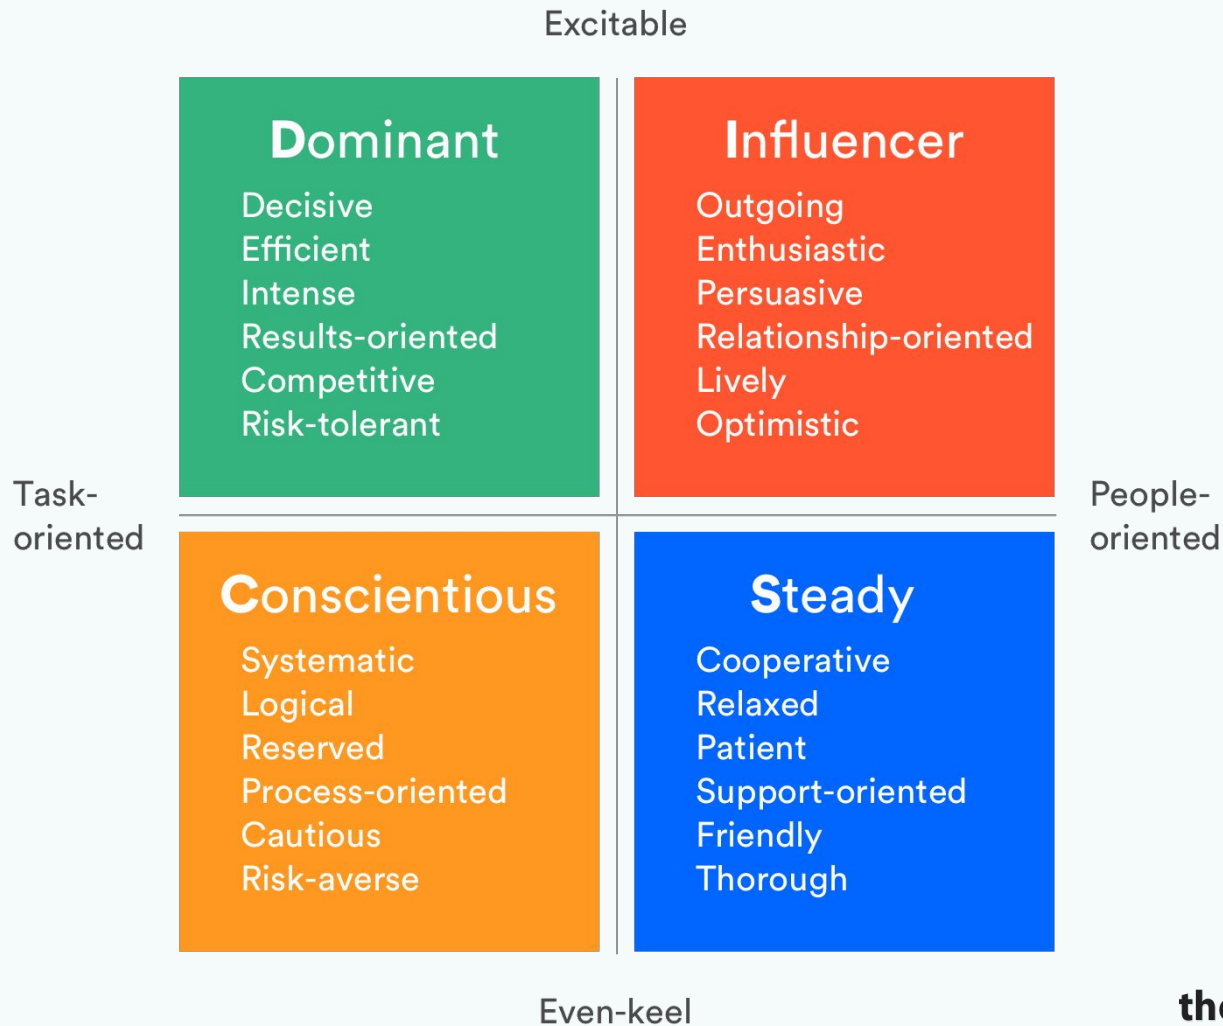 Excitable
Dominant
Decisive
Efficient
Intense
Results-oriented
Competitive
Risk-tolerant
Influencer
Outgoing
Enthusiastic
Persuasive
Relationship-oriented
Lively
Optimistic
Task-
oriented
People-
oriented
Conscientious
Systematic
Logical
Reserved
Process-oriented
Cautious
Risk-averse
Steady
Cooperative
Relaxed
Patient
Support-oriented
Friendly
Thorough
Even-keel